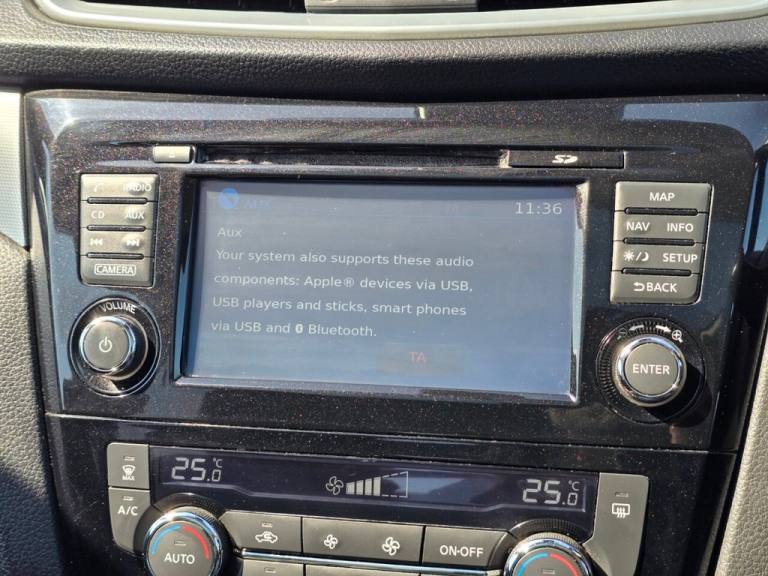 RADIO
CD AUX
CAMERA
VOLUME
AUX 11:36
Aux
Your system also supports these audio
components: Apple® devices via USB,
USB players and sticks, smart phones
via USB and Bluetooth.
TA
SD
MAP
NAV INFO
SETUP
BACK
ENTER
MAX
A/C
25.0 °C
25.0 °C
AUTO
ON·OFF